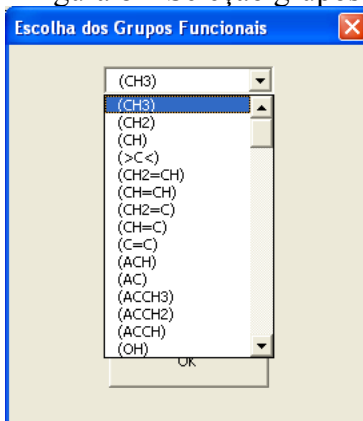 Escolha dos Grupos Funcionais
(CH3)
(CH3)
(CH2)
(CH)
(>C<)
(CH2=CH)
(CH=CH)
(CH2=C)
(CH=C)
(C=C)
(ACH)
(AC)
(ACCH3)
(ACCH2)
(ACCH)
(OH)
OK